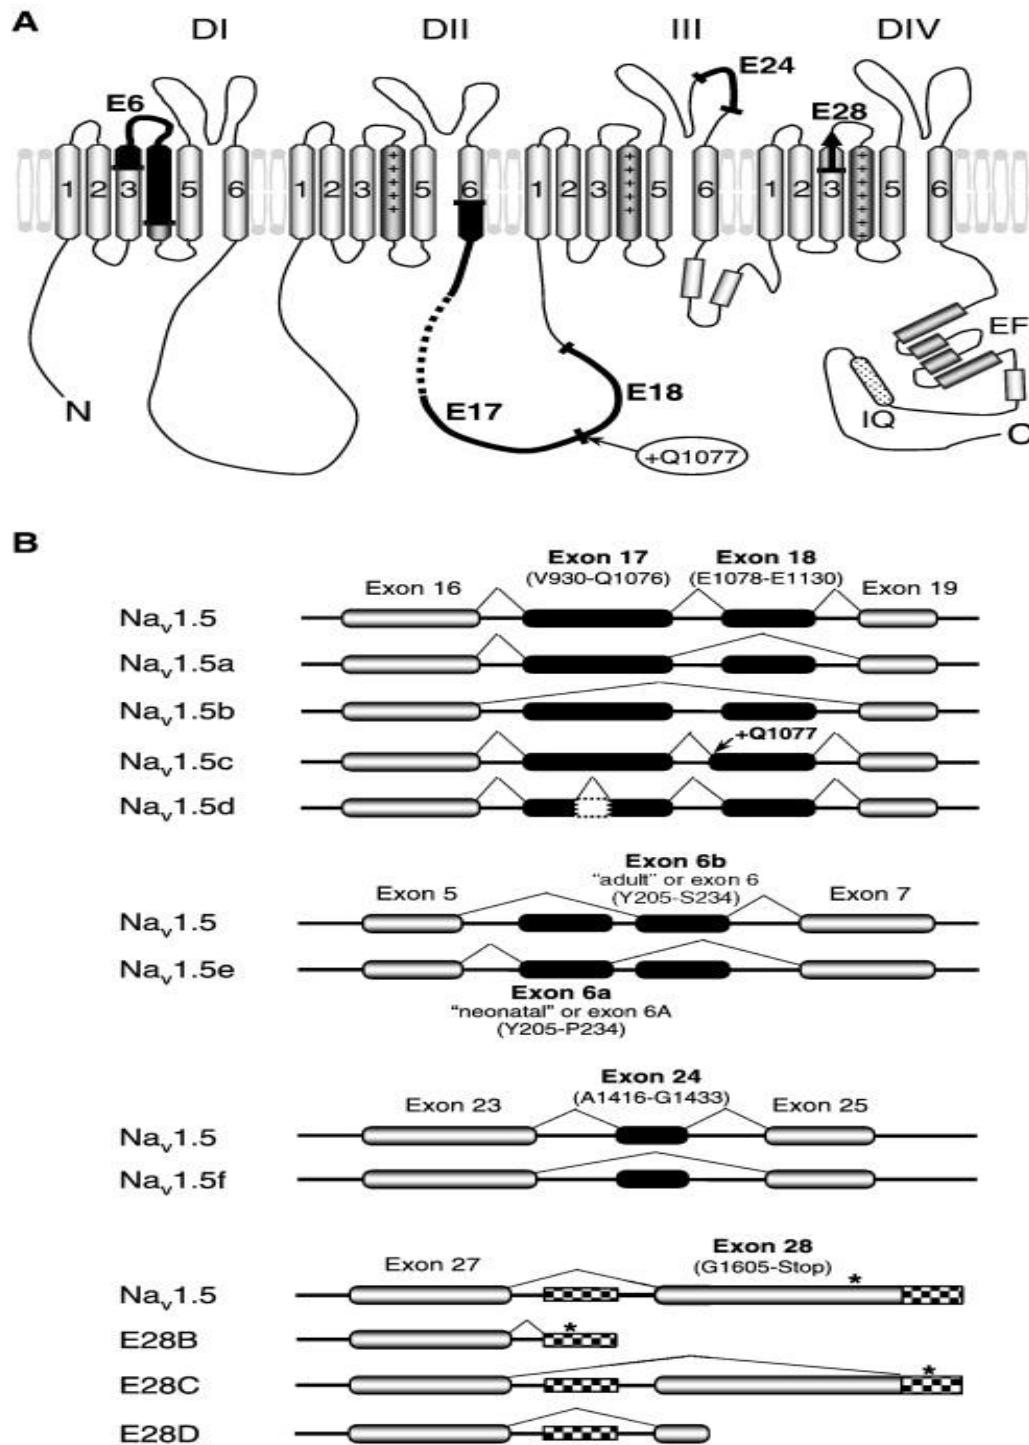 A
DI DII III DIV
E24
E6
E28
1 2 3 5 6 1 2 3 5 6 1 2 3 5 6 1 2 3 5 6
+ + + + +
+ + + + +
+ + + + +
EF
N
E17
E18
IQ
C
+Q1077
B
Exon 17 Exon 18
(V930-Q1076) (E1078-E1130)
Exon 16 Exon 19
Nav1.5
Nav1.5a
Nav1.5b
+Q1077
Nav1.5c
Nav1.5d
Exon 6b
"adult" or exon 6
Exon 5 (Y205-S234) Exon 7
Nav1.5
Nav1.5e
Exon 6a
"neonatal" or exon 6A
(Y205-P234)
Exon 24
(A1416-G1433)
Exon 23 Exon 25
Nav1.5
Nav1.5f
Exon 28
Exon 27 (G1605-Stop)
*
Nav1.5
*
E28B
*
E28C
E28D